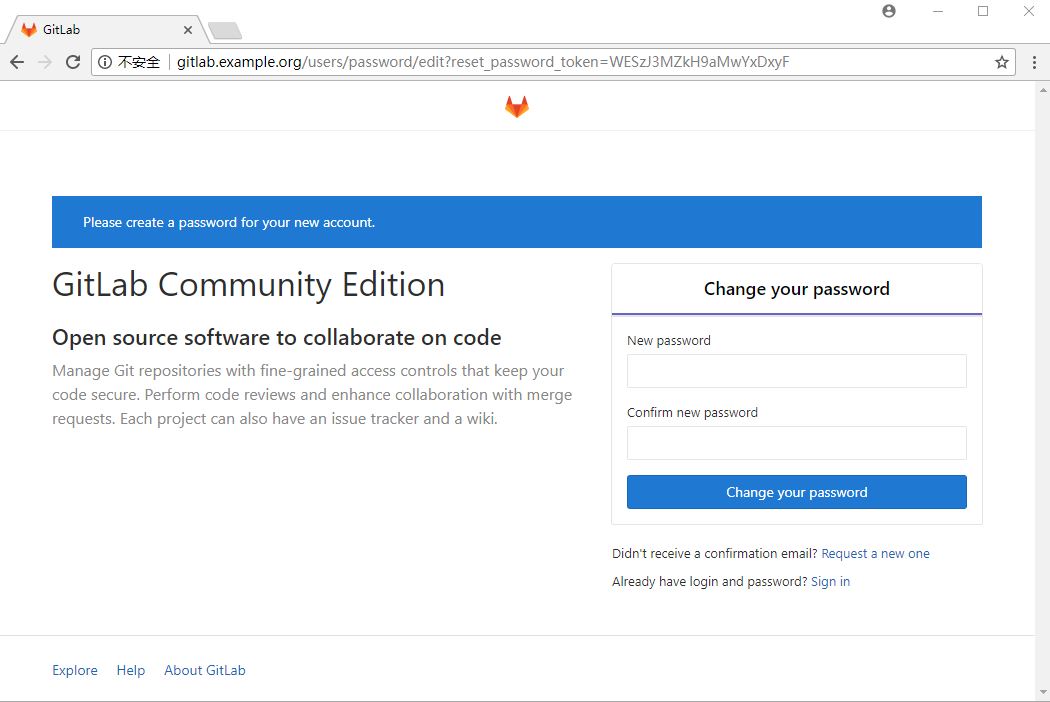 GitLab
不安全 gitlab.example.org/users/password/edit?reset_password_token=WESzJ3MZkH9aMwYxDxyF
Please create a password for your new account.
GitLab Community Edition
Open source software to collaborate on code
Manage Git repositories with fine-grained access controls that keep your
code secure. Perform code reviews and enhance collaboration with merge
requests. Each project can also have an issue tracker and a wiki.
Change your password
New password
Confirm new password
Change your password
Didn't receive a confirmation email? Request a new one
Already have login and password? Sign in
Explore Help About GitLab